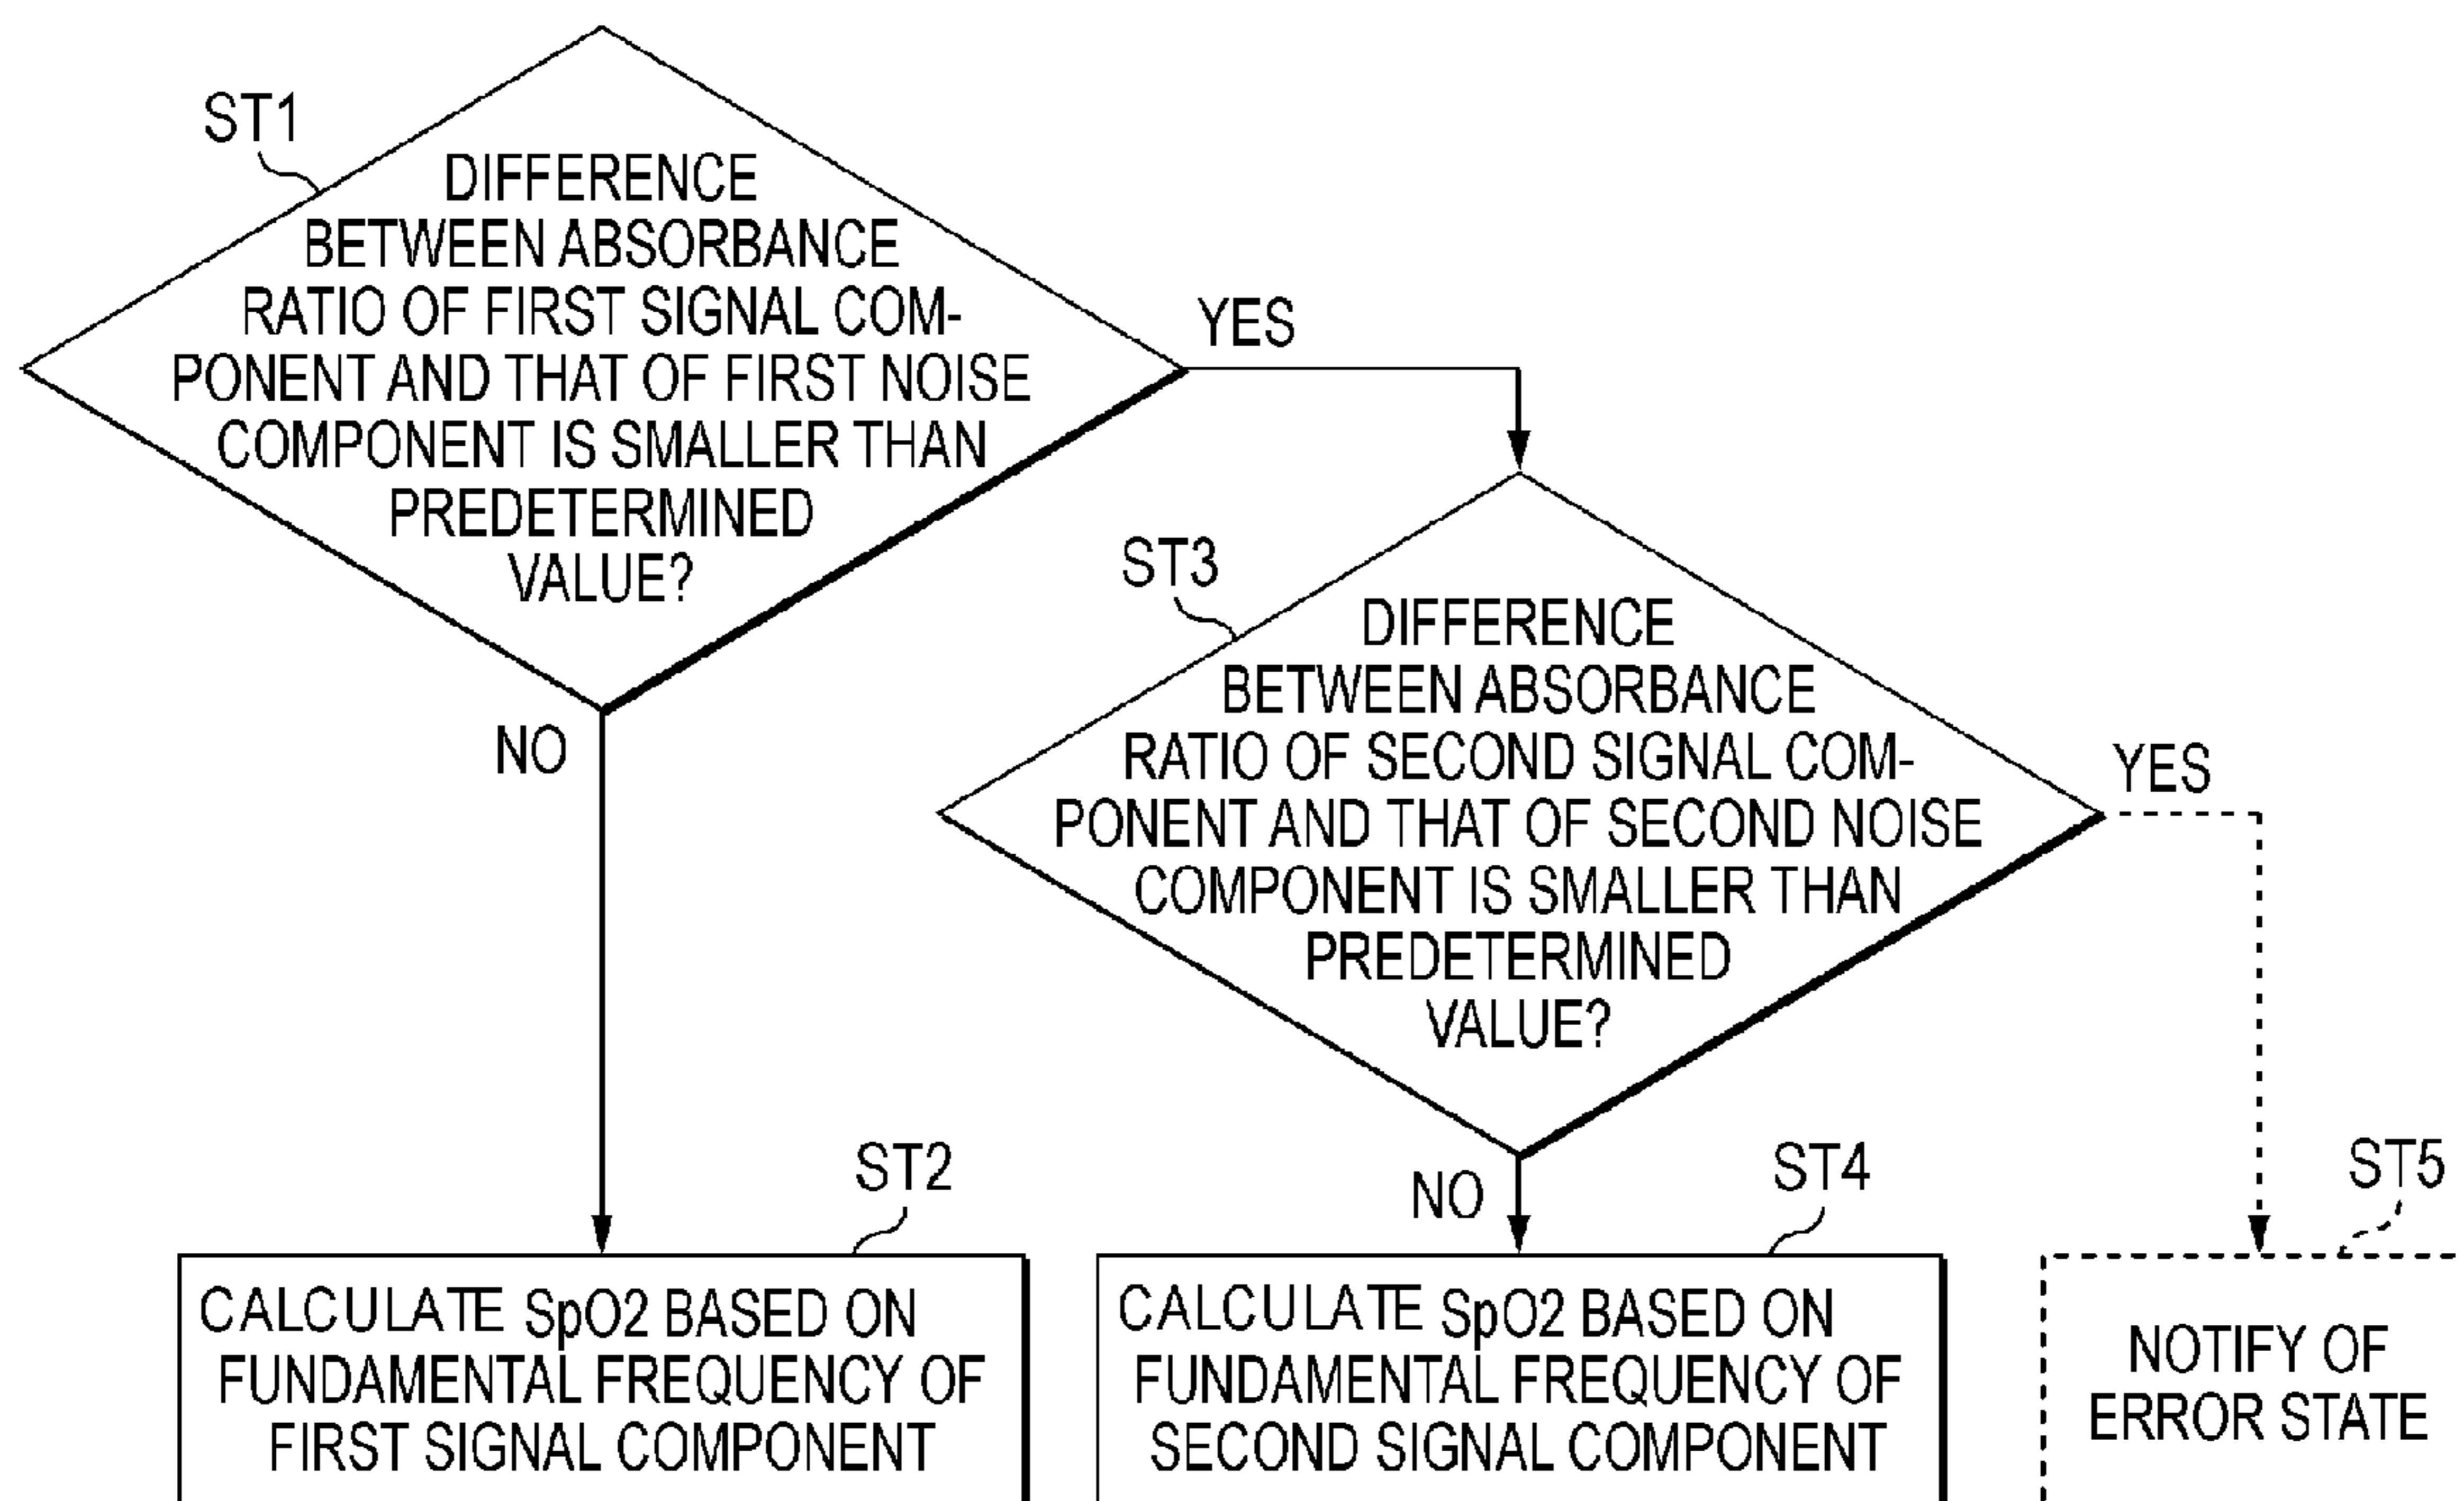 ST1
DIFFERENCE
BETWEEN ABSORBANCE
RATIO OF FIRST SIGNAL COM-
PONENT AND THAT OF FIRST NOISE
COMPONENT IS SMALLER THAN
PREDETERMINED
VALUE?
YES
NO
ST3
DIFFERENCE
BETWEEN ABSORBANCE
RATIO OF SECOND SIGNAL COM-
PONENT AND THAT OF SECOND NOISE
COMPONENT IS SMALLER THAN
PREDETERMINED
VALUE?
YES
NO
ST2
CALCULATE SpO2 BASED ON
FUNDAMENTAL FREQUENCY OF
FIRST SIGNAL COMPONENT
ST4
CALCULATE SpO2 BASED ON
FUNDAMENTAL FREQUENCY OF
SECOND SIGNAL COMPONENT
ST5
NOTIFY OF
ERROR STATE